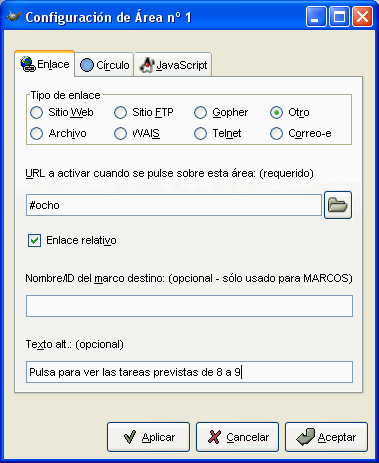 Configuración de Área nº 1
Enlace Círculo JavaScript
Tipo de enlace
Sitio Web Sitio FTP Gopher Otro
Archivo WAIS Telnet Correo-e
URL a activar cuando se pulse sobre esta área: (requerido)
#ocho
Enlace relativo
Nombre/ID del marco destino: (opcional - sólo usado para MARCOS)
Texto alt.: (opcional)
Pulsa para ver las tareas previstas de 8 a 9
Aplicar Cancelar Aceptar